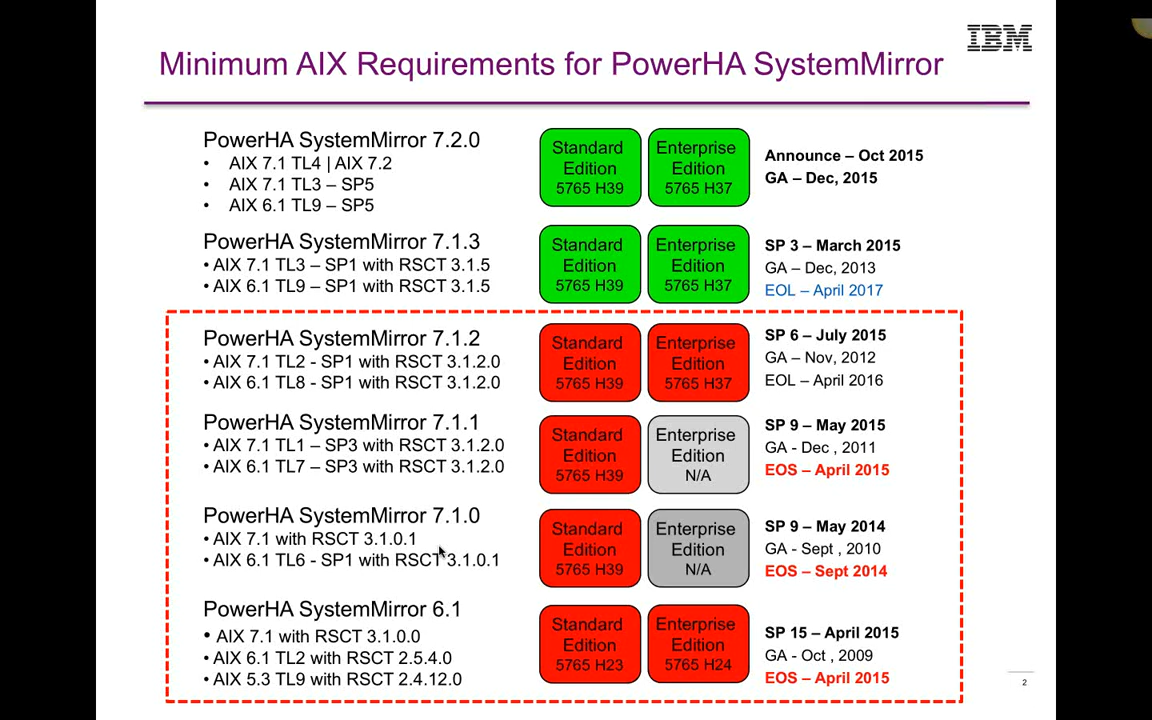 IBM
Minimum AIX Requirements for PowerHA SystemMirror
PowerHA SystemMirror 7.2.0
• AIX 7.1 TL4 | AIX 7.2
• AIX 7.1 TL3 – SP5
• AIX 6.1 TL9 – SP5
Standard
Edition
5765 H39
Enterprise
Edition
5765 H37
Announce – Oct 2015
GA – Dec, 2015
PowerHA SystemMirror 7.1.3
• AIX 7.1 TL3 – SP1 with RSCT 3.1.5
• AIX 6.1 TL9 – SP1 with RSCT 3.1.5
Standard
Edition
5765 H39
Enterprise
Edition
5765 H37
SP 3 – March 2015
GA – Dec, 2013
EOL – April 2017
PowerHA SystemMirror 7.1.2
• AIX 7.1 TL2 - SP1 with RSCT 3.1.2.0
• AIX 6.1 TL8 - SP1 with RSCT 3.1.2.0
Standard
Edition
5765 H39
Enterprise
Edition
5765 H37
SP 6 – July 2015
GA – Nov, 2012
EOL – April 2016
PowerHA SystemMirror 7.1.1
• AIX 7.1 TL1 – SP3 with RSCT 3.1.2.0
• AIX 6.1 TL7 – SP3 with RSCT 3.1.2.0
Standard
Edition
5765 H39
Enterprise
Edition
N/A
SP 9 – May 2015
GA - Dec , 2011
EOS – April 2015
PowerHA SystemMirror 7.1.0
• AIX 7.1 with RSCT 3.1.0.1
• AIX 6.1 TL6 - SP1 with RSCT 3.1.0.1
Standard
Edition
5765 H39
Enterprise
Edition
N/A
SP 9 – May 2014
GA - Sept , 2010
EOS – Sept 2014
PowerHA SystemMirror 6.1
• AIX 7.1 with RSCT 3.1.0.0
• AIX 6.1 TL2 with RSCT 2.5.4.0
• AIX 5.3 TL9 with RSCT 2.4.12.0
Standard
Edition
5765 H23
Enterprise
Edition
5765 H24
SP 15 – April 2015
GA - Oct , 2009
EOS – April 2015
2